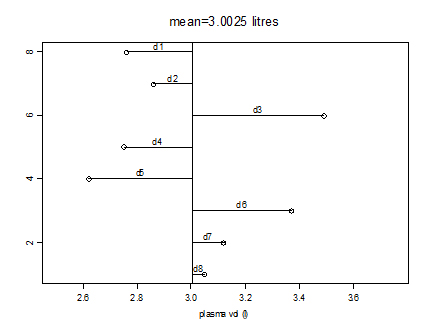 mean=3.0025 litres
8
d1
d2
6
d3
d4
4
d5
d6
2
d7
d8
2.6 2.8 3.0 3.2 3.4 3.6
plasma vd (l)